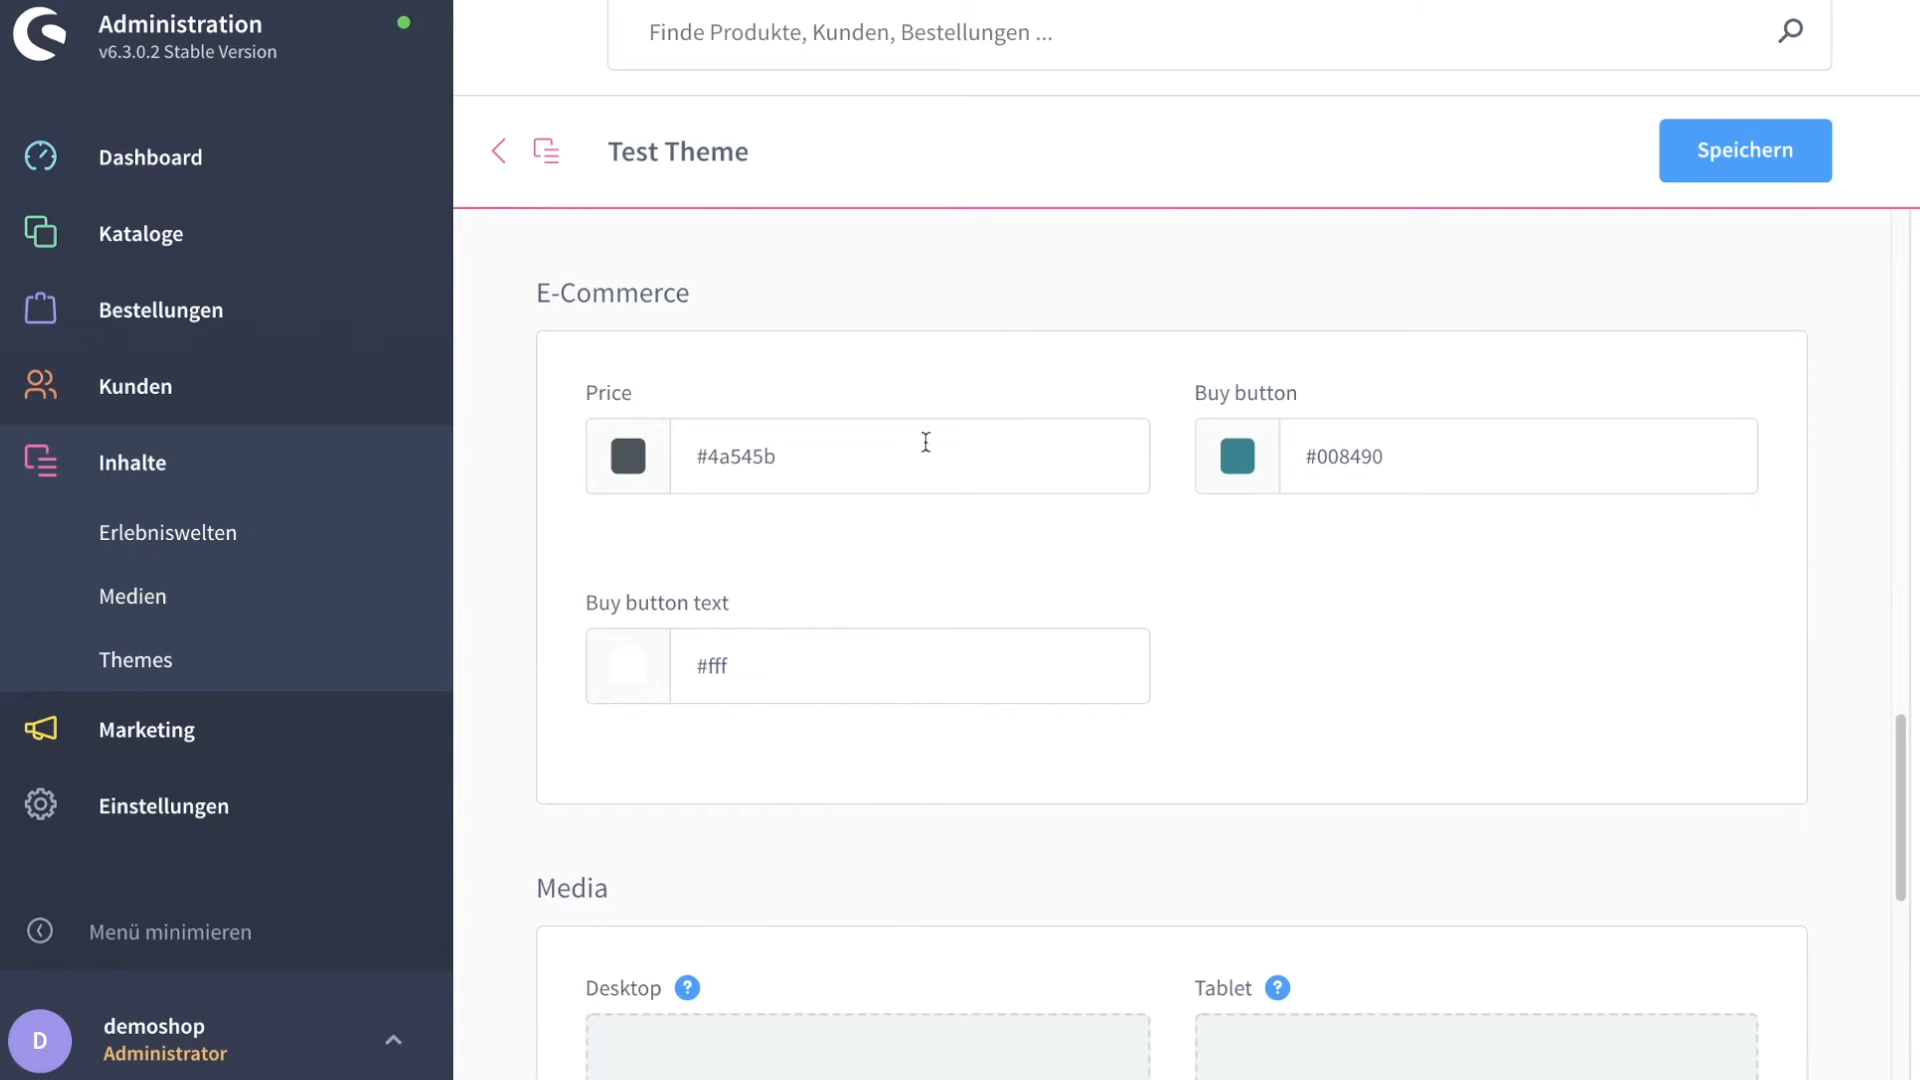 Administration
v6.3.0.2 Stable Version
Finde Produkte, Kunden, Bestellungen ...
Dashboard
Kataloge
Bestellungen
Kunden
Inhalte
Erlebniswelten
Medien
Themes
Marketing
Einstellungen
Menü minimieren
D
demoshop
Administrator
Test Theme
Speichern
E-Commerce
Price
#4a545b
Buy button
#008490
Buy button text
#fff
Media
Desktop ?
Tablet ?